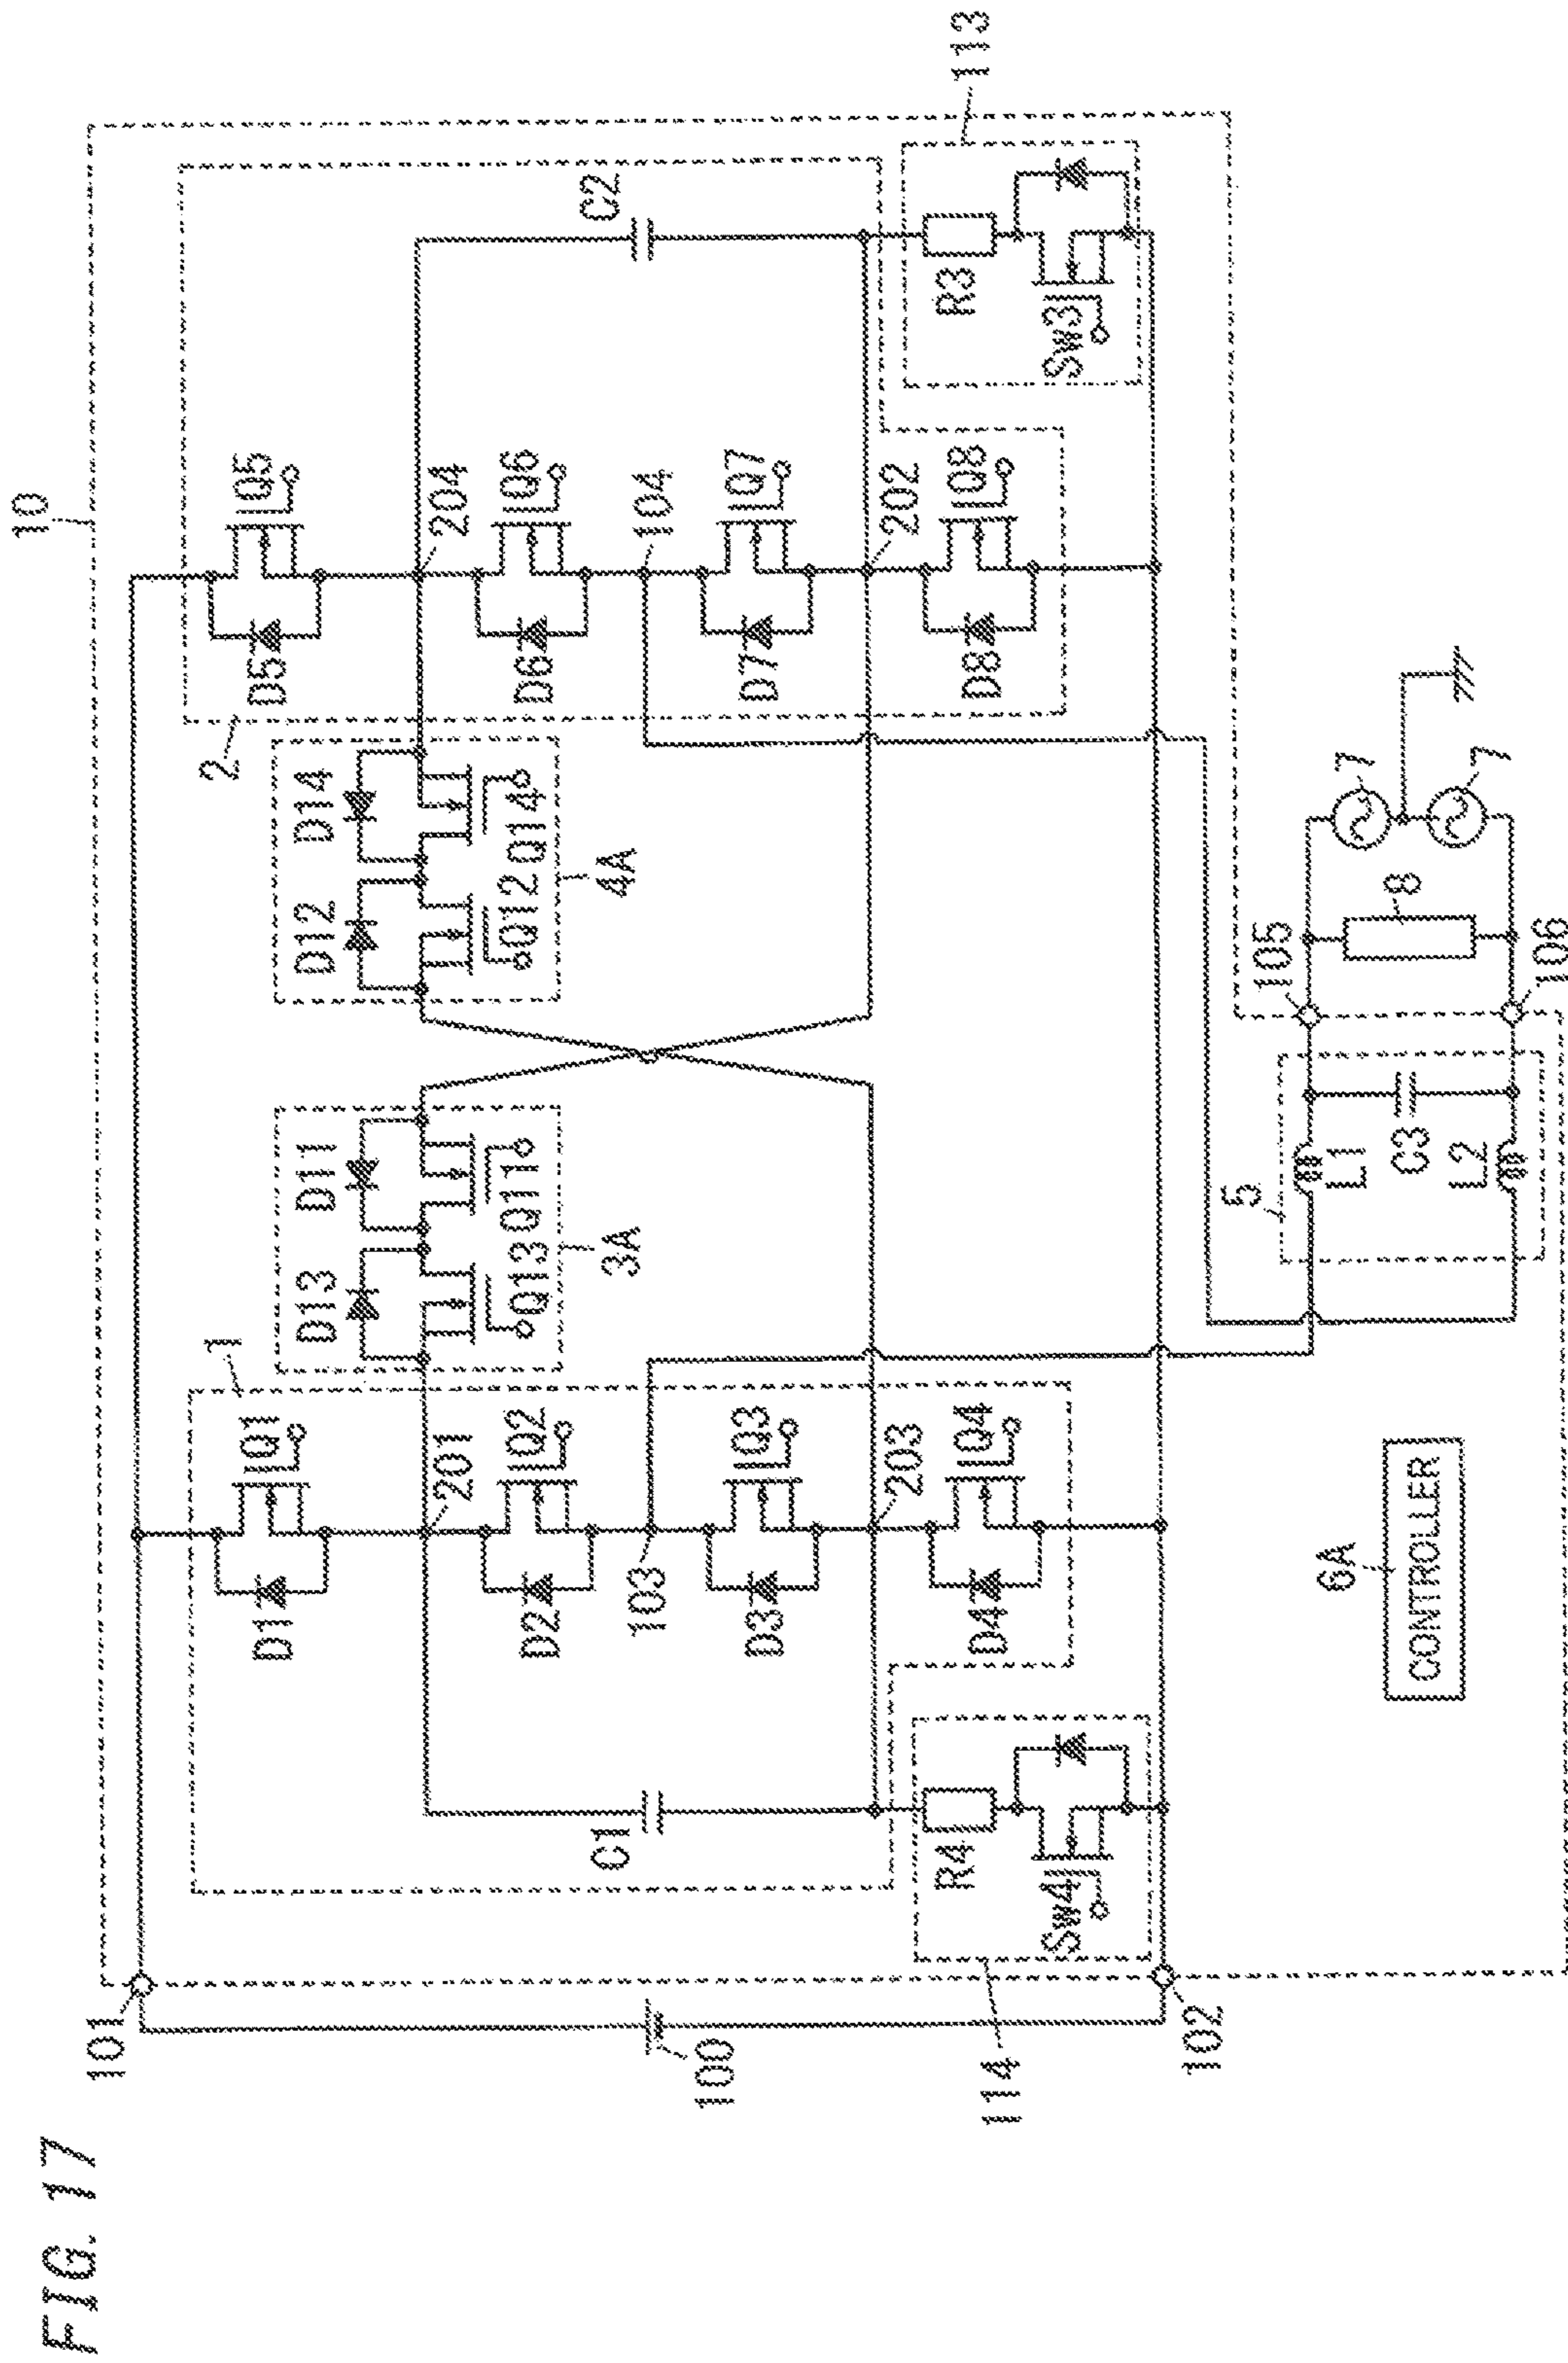 FIG. 17
10
101
1
2
D1
Q1
D13
D11
D12
D14
D5
Q5
201
204
Q13
Q11
Q12
Q14
C1
D2
Q2
3A
4A
D6
Q6
C2
100
103
104
D3
Q3
D7
Q7
203
202
R4
D4
Q4
D8
Q8
R3
SW4
SW3
114
113
102
6A
CONTROLLER
5
L1
C3
L2
105
106
8
7
7